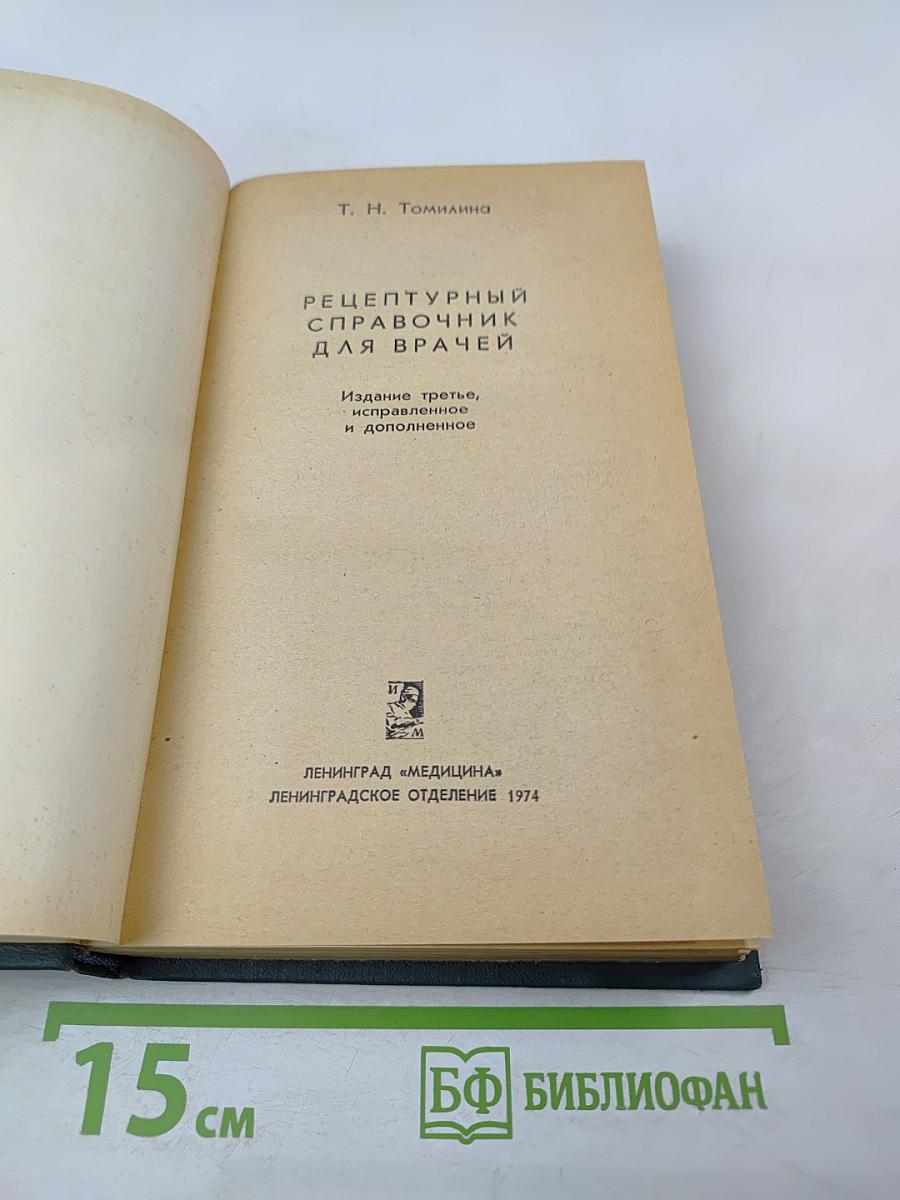 Т. Н. Томилина
РЕЦЕПТУРНЫЙ
СПРАВОЧНИК
ДЛЯ ВРАЧЕЙ
Издание третье,
исправленное
и дополненное
И
М
ЛЕНИНГРАД «МЕДИЦИНА»
ЛЕНИНГРАДСКОЕ ОТДЕЛЕНИЕ 1974
15 см
БФ БИБЛИОФАН